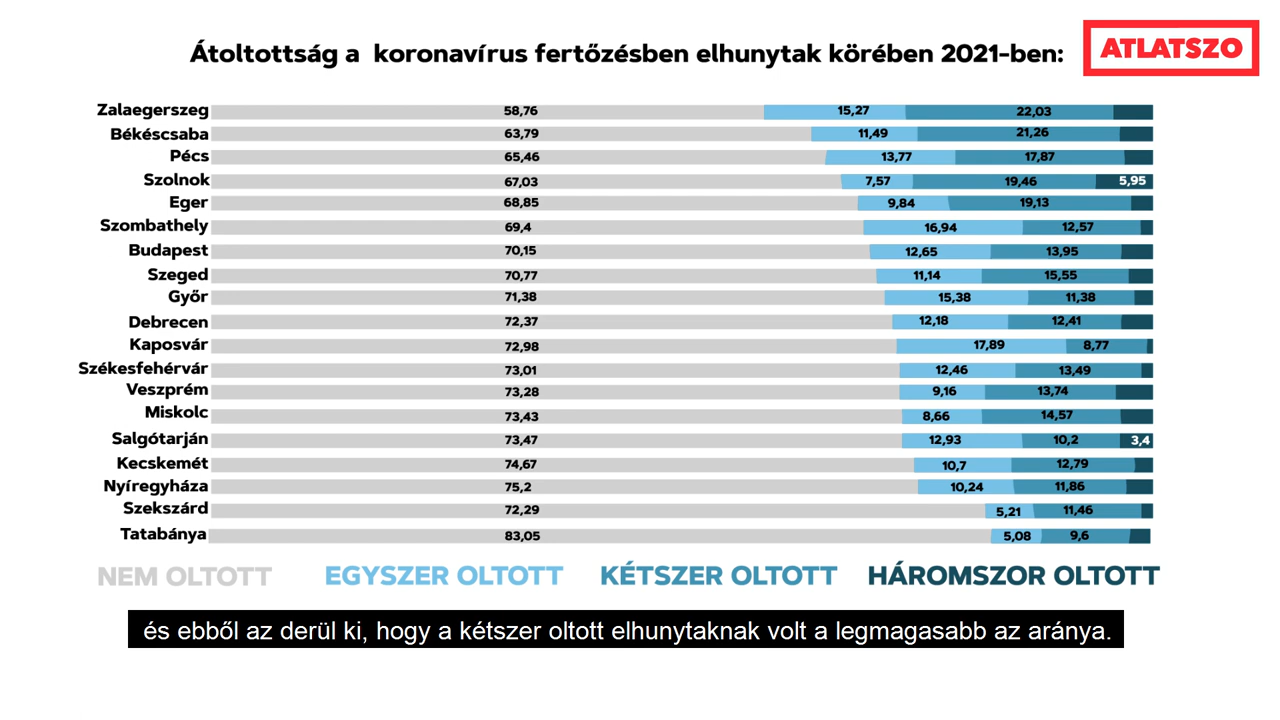 Átoltottság a koronavírus fertőzésben elhunytak körében 2021-ben:
ATLATSZO
Zalaegerszeg 58,76 15,27 22,03
Békéscsaba 63,79 11,49 21,26
Pécs 65,46 13,77 17,87
Szolnok 67,03 7,57 19,46 5,95
Eger 68,85 9,84 19,13
Szombathely 69,4 16,94 12,57
Budapest 70,15 12,65 13,95
Szeged 70,77 11,14 15,55
Győr 71,38 15,38 11,38
Debrecen 72,37 12,18 12,41
Kaposvár 72,98 17,89 8,77
Székesfehérvár 73,01 12,46 13,49
Veszprém 73,28 9,16 13,74
Miskolc 73,43 8,66 14,57
Salgótarján 73,47 12,93 10,2 3,4
Kecskemét 74,67 10,7 12,79
Nyíregyháza 75,2 10,24 11,86
Szekszárd 72,29 5,21 11,46
Tatabánya 83,05 5,08 9,6
NEM OLTOTT EGYSZER OLTOTT KÉTSZER OLTOTT HÁROMSZOR OLTOTT
és ebből az derül ki, hogy a kétszer oltott elhunytaknak volt a legmagasabb az aránya.